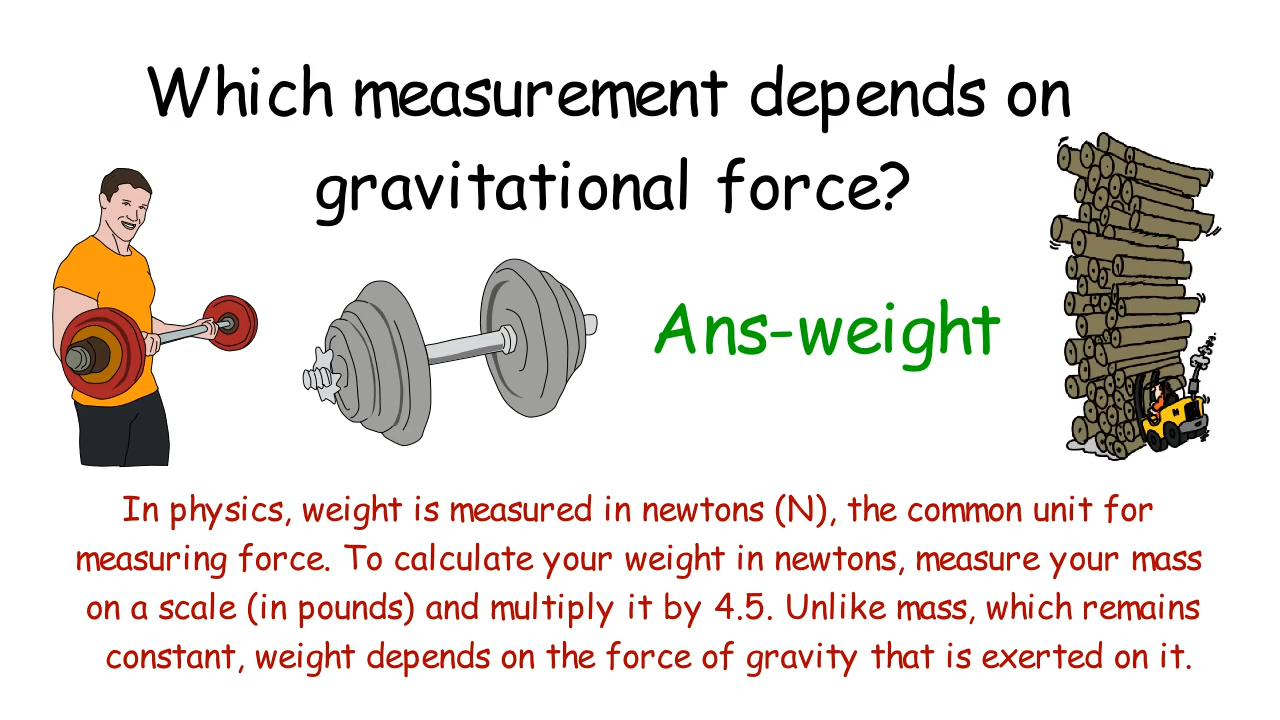 Which measurement depends on
gravitational force?
Ans-weight
In physics, weight is measured in newtons (N), the common unit for
measuring force. To calculate your weight in newtons, measure your mass
on a scale (in pounds) and multiply it by 4.5. Unlike mass, which remains
constant, weight depends on the force of gravity that is exerted on it.